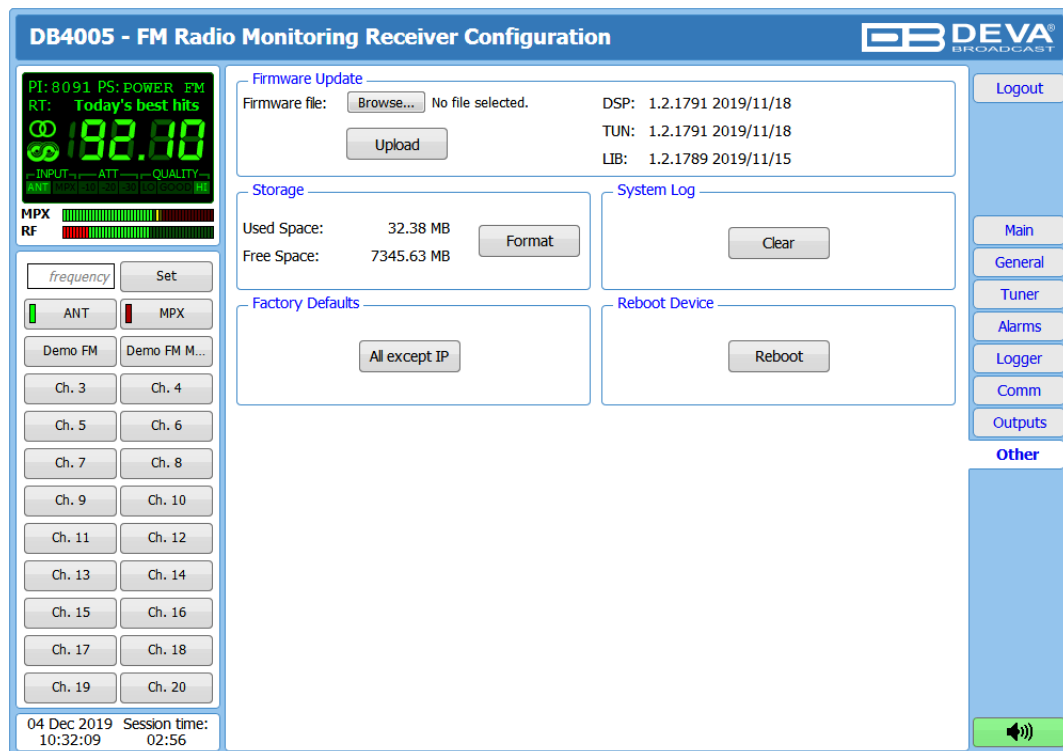 DB4005 - FM Radio Monitoring Receiver Configuration
DEVA
BROADCAST
PI: 8091 PS: POWER FM
RT: Today's best hits
92.10
INPUT ATT QUALITY
ANT MPX -10 -20 -30 LO GOOD HI
MPX
RF
frequency Set
ANT MPX
Demo FM Demo FM M...
Ch. 3 Ch. 4
Ch. 5 Ch. 6
Ch. 7 Ch. 8
Ch. 9 Ch. 10
Ch. 11 Ch. 12
Ch. 13 Ch. 14
Ch. 15 Ch. 16
Ch. 17 Ch. 18
Ch. 19 Ch. 20
04 Dec 2019 Session time:
10:32:09 02:56
Firmware Update
Firmware file: Browse... No file selected.
Upload
DSP: 1.2.1791 2019/11/18
TUN: 1.2.1791 2019/11/18
LIB: 1.2.1789 2019/11/15
Storage
Used Space: 32.38 MB
Free Space: 7345.63 MB
Format
System Log
Clear
Factory Defaults
All except IP
Reboot Device
Reboot
Logout
Main
General
Tuner
Alarms
Logger
Comm
Outputs
Other